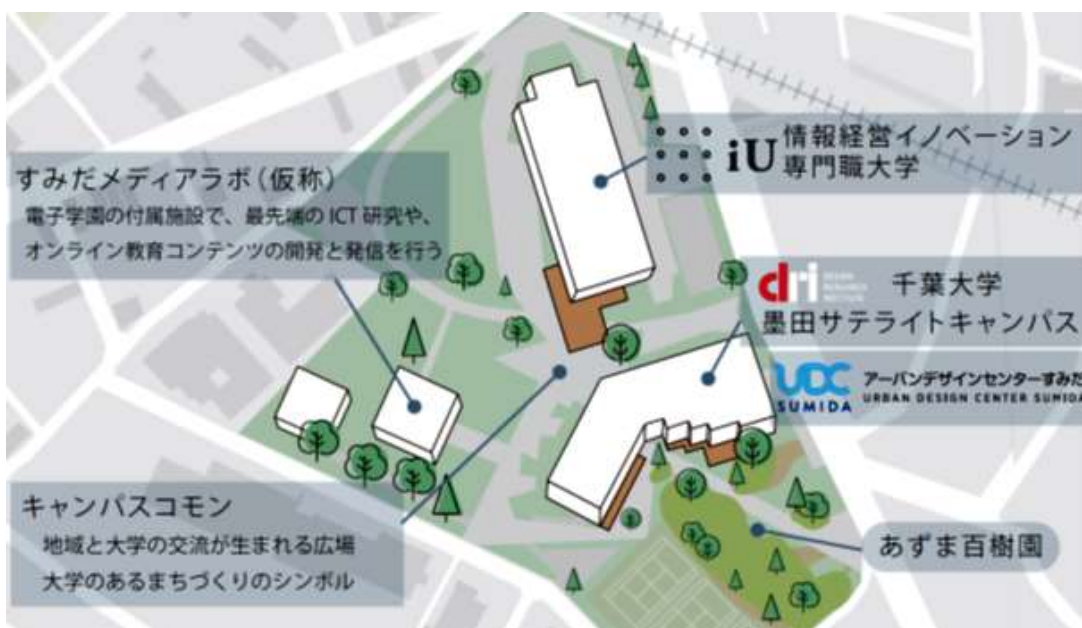 iU 情報経営イノベーション
専門職大学
すみだメディアラボ(仮称)
電子学園の付属施設で、最先端の ICT 研究や、
オンライン教育コンテンツの開発と発信を行う
dri 千葉大学
墨田サテライトキャンパス
UDC SUMIDA
アーバンデザインセンターすみだ
URBAN DESIGN CENTER SUMIDA
キャンパスコモン
地域と大学の交流が生まれる広場
大学のあるまちづくりのシンボル
あずま百樹園